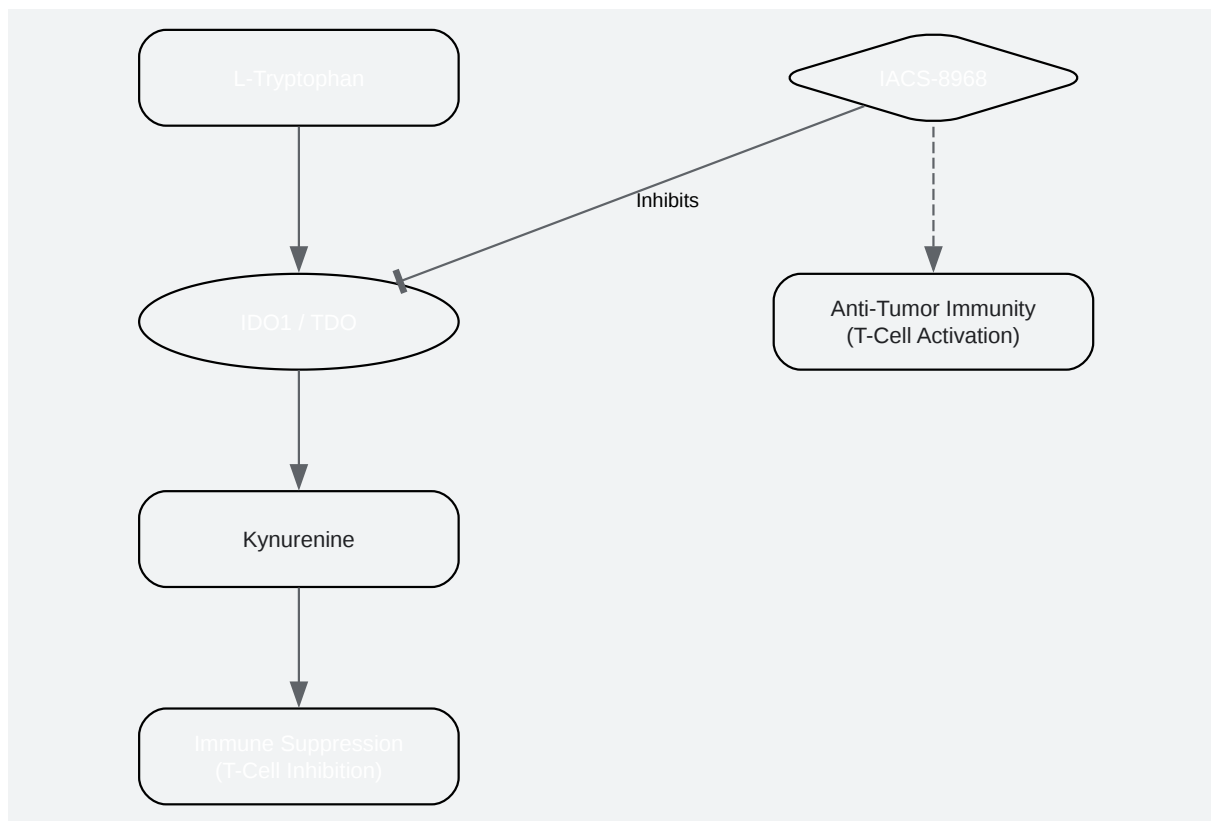 L-Tryptophan
IACS-8968
Inhibits
IDO1 / TDO
Anti-Tumor Immunity
(T-Cell Activation)
Kynurenine
Immune Suppression
(T-Cell Inhibition)